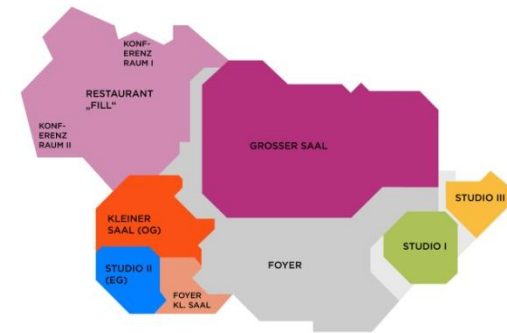 KONF-
ERENZ
RAUM I
RESTAURANT
„FILL“
KONF-
ERENZ
RAUM II
GROSSER SAAL
STUDIO III
KLEINER
SAAL (OG)
STUDIO I
STUDIO II
(EG)
FOYER
FOYER
KL. SAAL